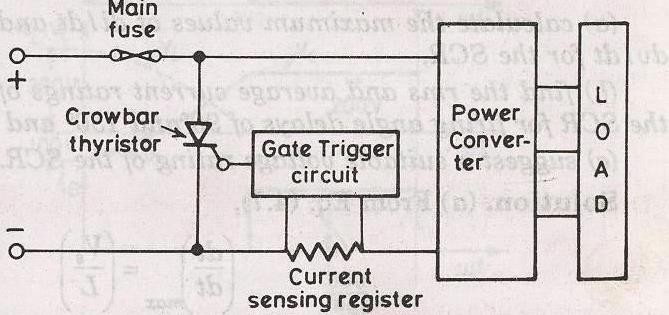 Main
fuse
+
Crowbar
thyristor
Gate Trigger
circuit
Power
Conver-
ter
L
O
A
D
−
Current
sensing register